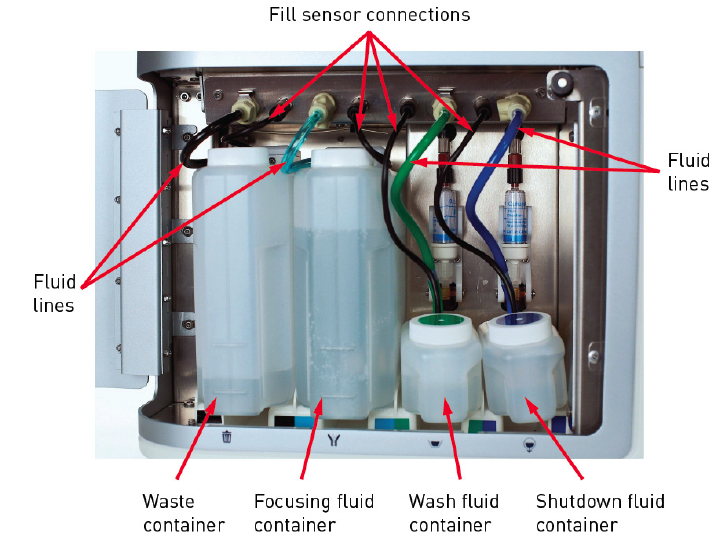 Fill sensor connections
Fluid
lines
Fluid
lines
Waste
container
Focusing fluid
container
Wash fluid
container
Shutdown fluid
container